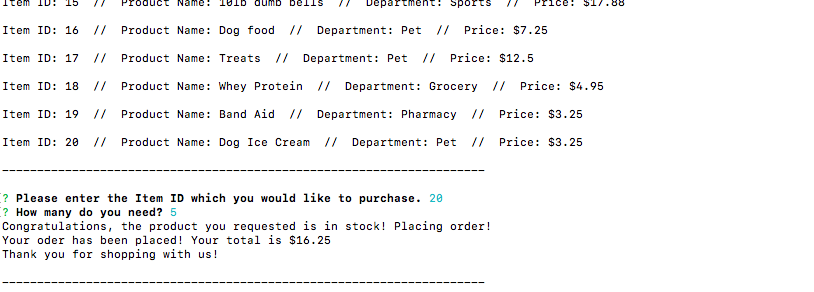 Item ID: 15  //  Product Name: 10lb dumb bells  //  Department: Sports  //  Price: $17.88
Item ID: 16  //  Product Name: Dog food  //  Department: Pet  //  Price: $7.25
Item ID: 17  //  Product Name: Treats  //  Department: Pet  //  Price: $12.5
Item ID: 18  //  Product Name: Whey Protein  //  Department: Grocery  //  Price: $4.95
Item ID: 19  //  Product Name: Band Aid  //  Department: Pharmacy  //  Price: $3.25
Item ID: 20  //  Product Name: Dog Ice Cream  //  Department: Pet  //  Price: $3.25
---------------------------------------------------------------------
[? Please enter the Item ID which you would like to purchase. 20
[? How many do you need? 5
Congratulations, the product you requested is in stock! Placing order!
Your oder has been placed! Your total is $16.25
Thank you for shopping with us!
---------------------------------------------------------------------